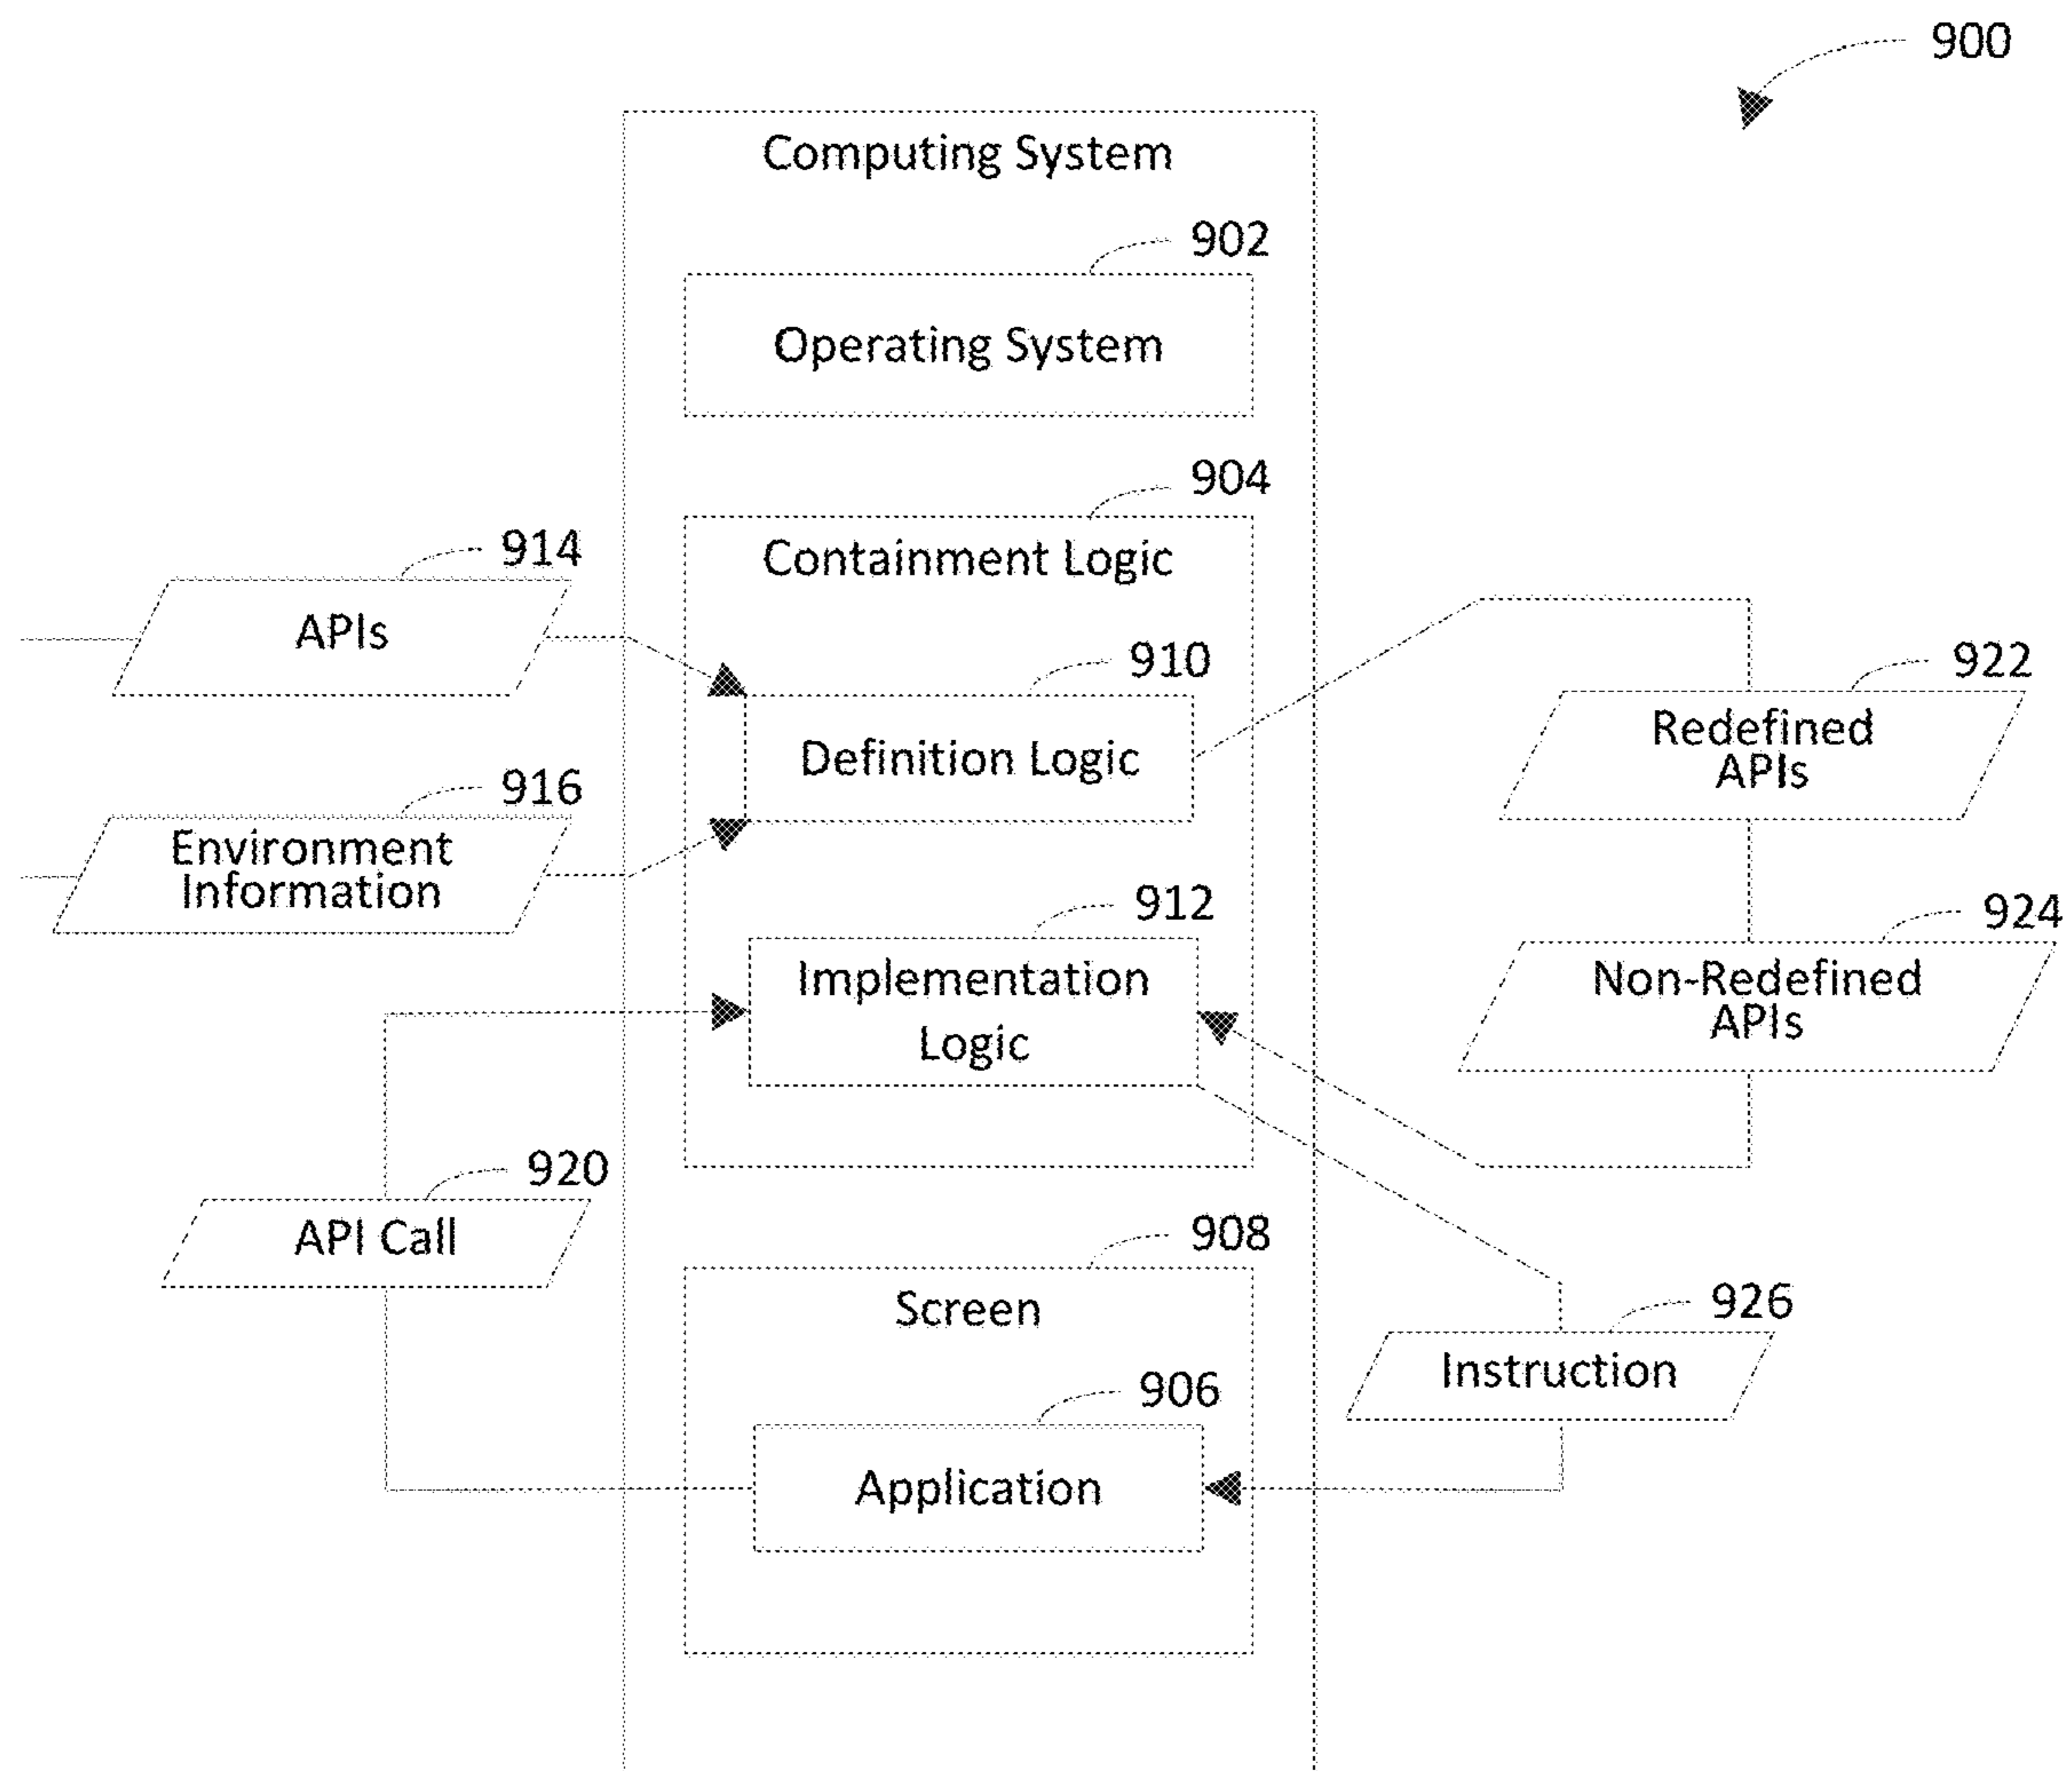 900
Computing System
902
Operating System
904
Containment Logic
914
APIs
910
Definition Logic
922
Redefined
APIs
916
Environment
Information
912
Implementation
Logic
924
Non-Redefined
APIs
920
API Call
908
Screen
926
Instruction
906
Application